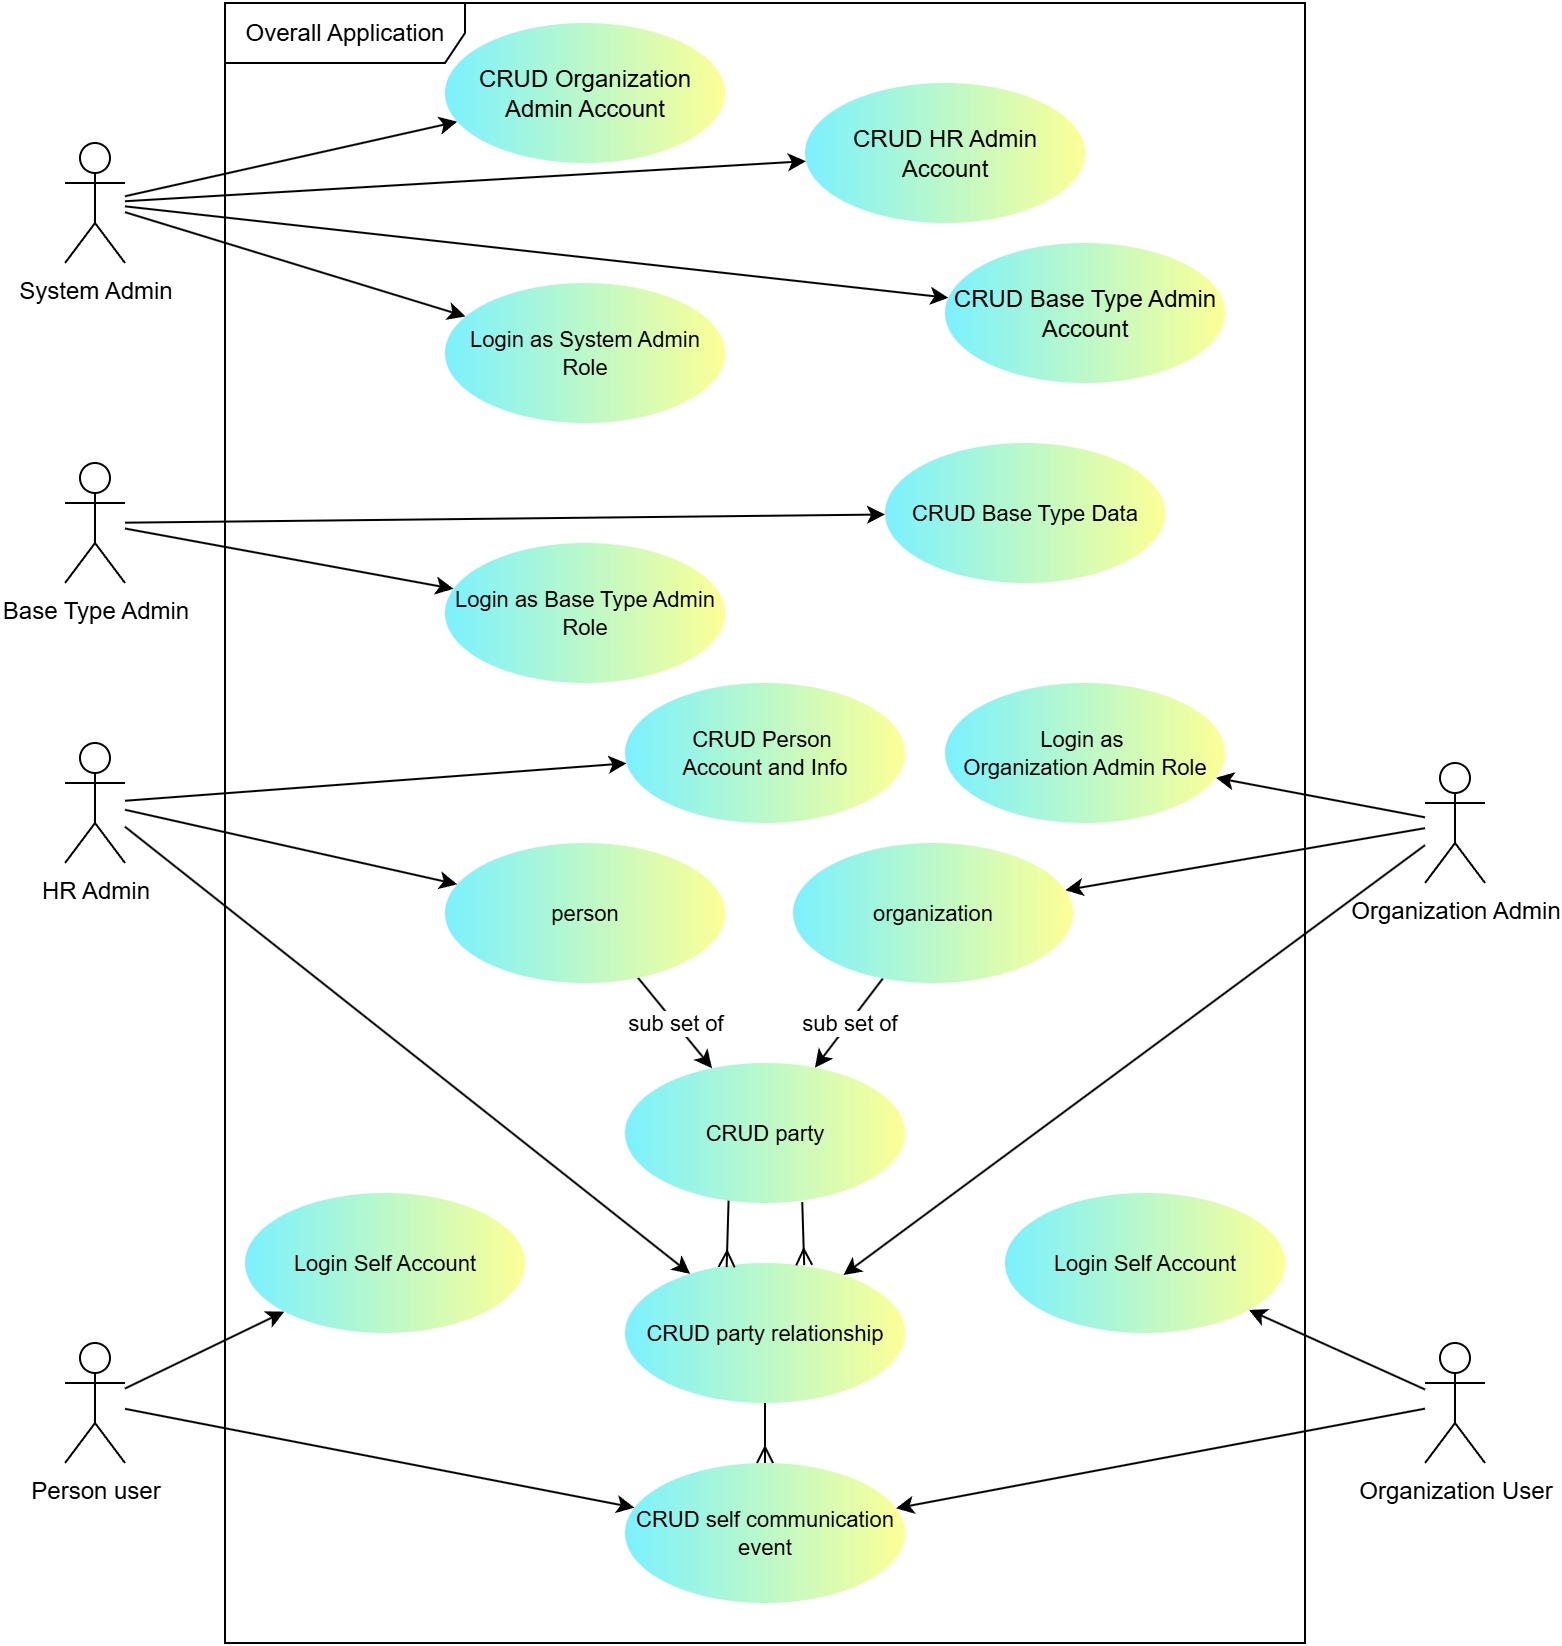 Overall Application
CRUD Organization
Admin Account
CRUD HR Admin
Account
System Admin
CRUD Base Type Admin
Account
Login as System Admin
Role
CRUD Base Type Data
Base Type Admin
Login as Base Type Admin
Role
CRUD Person
Account and Info
Login as
Organization Admin Role
HR Admin
person
organization
Organization Admin
sub set of
sub set of
CRUD party
Login Self Account
Login Self Account
CRUD party relationship
Person user
Organization User
CRUD self communication
event